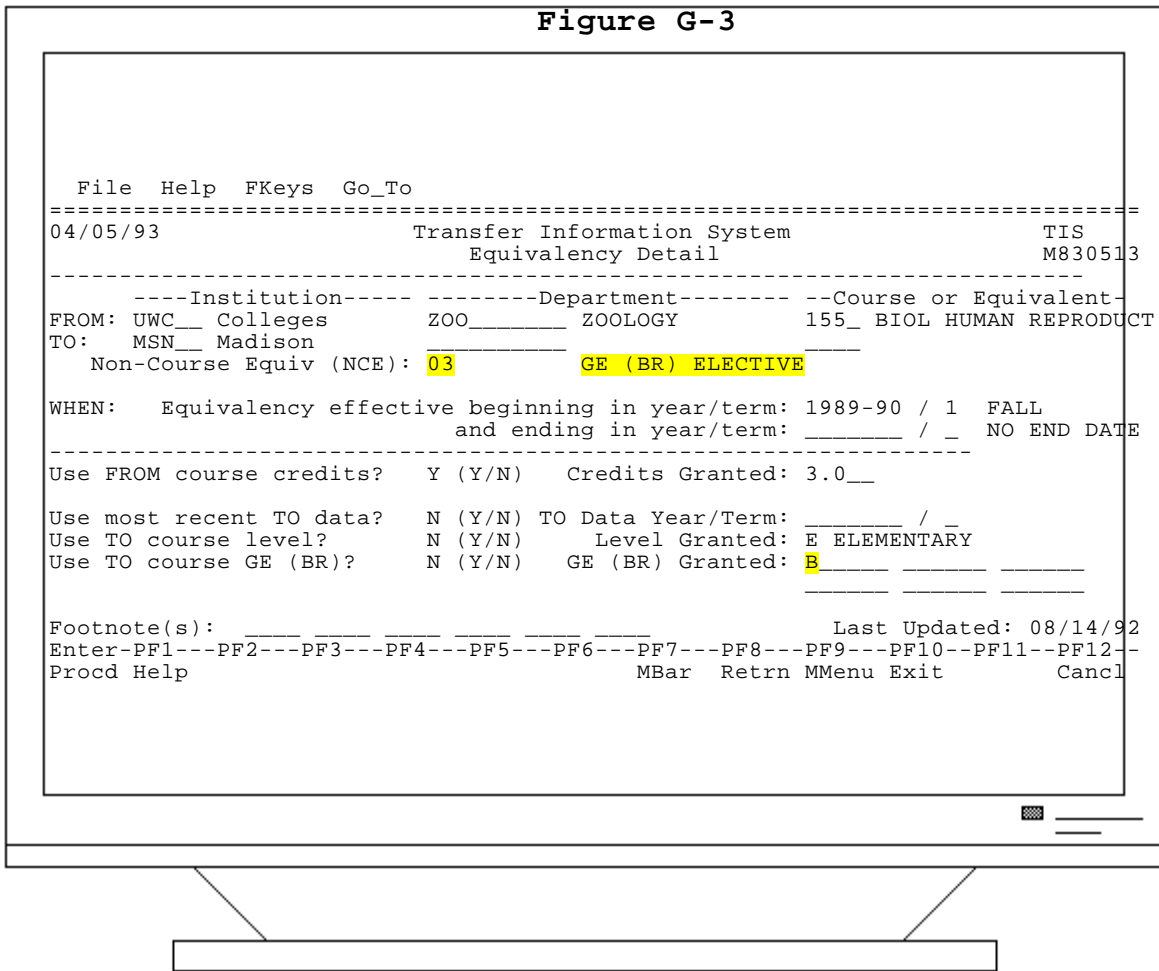 Figure G-3
File Help FKeys Go_To
================================================================================
04/05/93 Transfer Information System TIS
Equivalency Detail M830513
----------------------------------------------------------------------------
----Institution----- --------Department-------- --Course or Equivalent-
FROM: UWC__ Colleges ZOO_______ ZOOLOGY 155_ BIOL HUMAN REPRODUCT
TO: MSN__ Madison __________ ____
Non-Course Equiv (NCE): 03 GE (BR) ELECTIVE
WHEN: Equivalency effective beginning in year/term: 1989-90 / 1 FALL
and ending in year/term: _______ / _ NO END DATE
--------------------------------------------------------------------
Use FROM course credits? Y (Y/N) Credits Granted: 3.0__
Use most recent TO data? N (Y/N) TO Data Year/Term: _______ / _
Use TO course level? N (Y/N) Level Granted: E ELEMENTARY
Use TO course GE (BR)? N (Y/N) GE (BR) Granted: B_____ ______ ______
______ ______ ______
Footnote(s): ____ ____ ____ ____ ____ ____ Last Updated: 08/14/92
Enter-PF1---PF2---PF3---PF4---PF5---PF6---PF7---PF8---PF9---PF10--PF11--PF12--
Procd Help MBar Retrn MMenu Exit Cancl